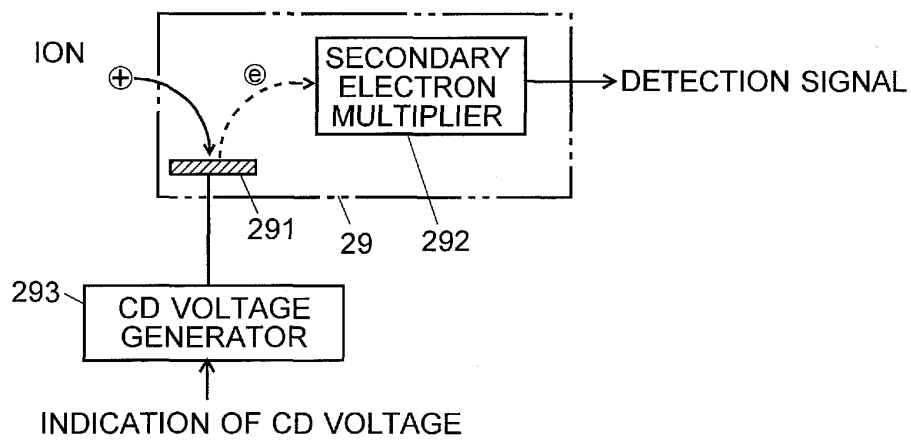 ION
+
e
SECONDARY
ELECTRON
MULTIPLIER
DETECTION SIGNAL
291
29
292
293
CD VOLTAGE
GENERATOR
INDICATION OF CD VOLTAGE